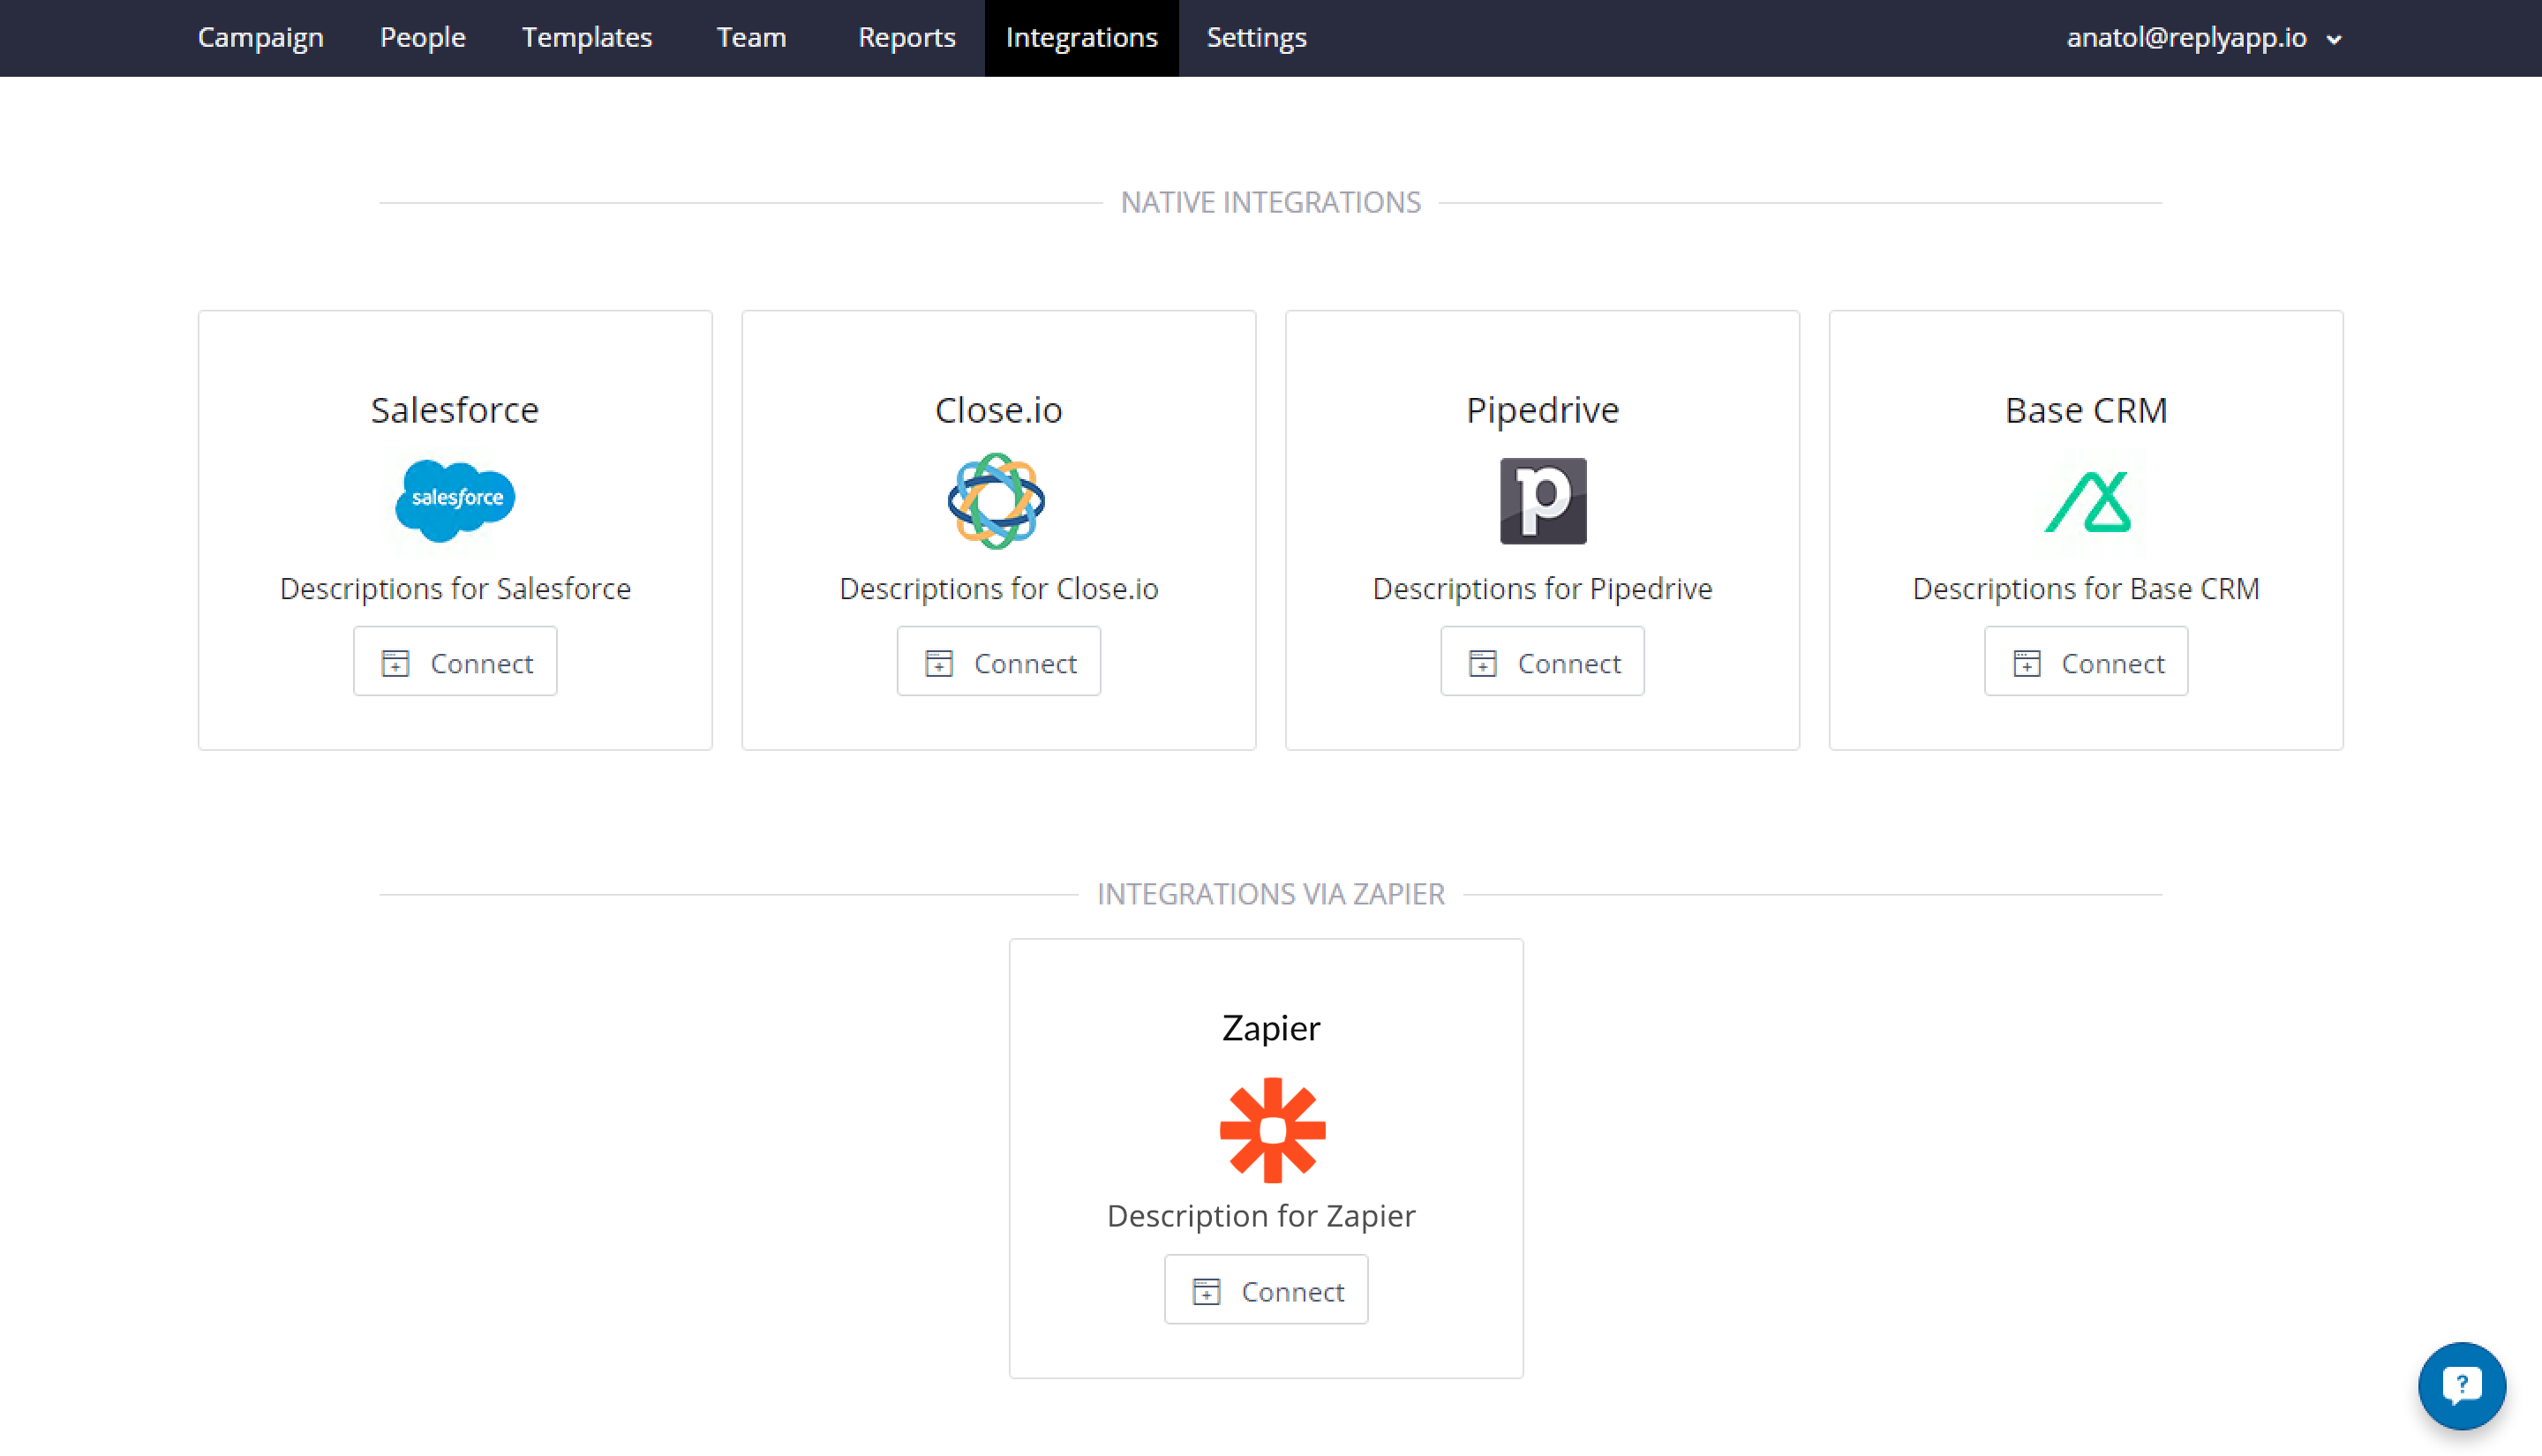 Campaign People Templates Team Reports Integrations Settings anatol@replyapp.io
NATIVE INTEGRATIONS
Salesforce Close.io Pipedrive Base CRM
salesforce p
Descriptions for Salesforce Descriptions for Close.io Descriptions for Pipedrive Descriptions for Base CRM
Connect Connect Connect Connect
INTEGRATIONS VIA ZAPIER
Zapier
Description for Zapier
Connect
?